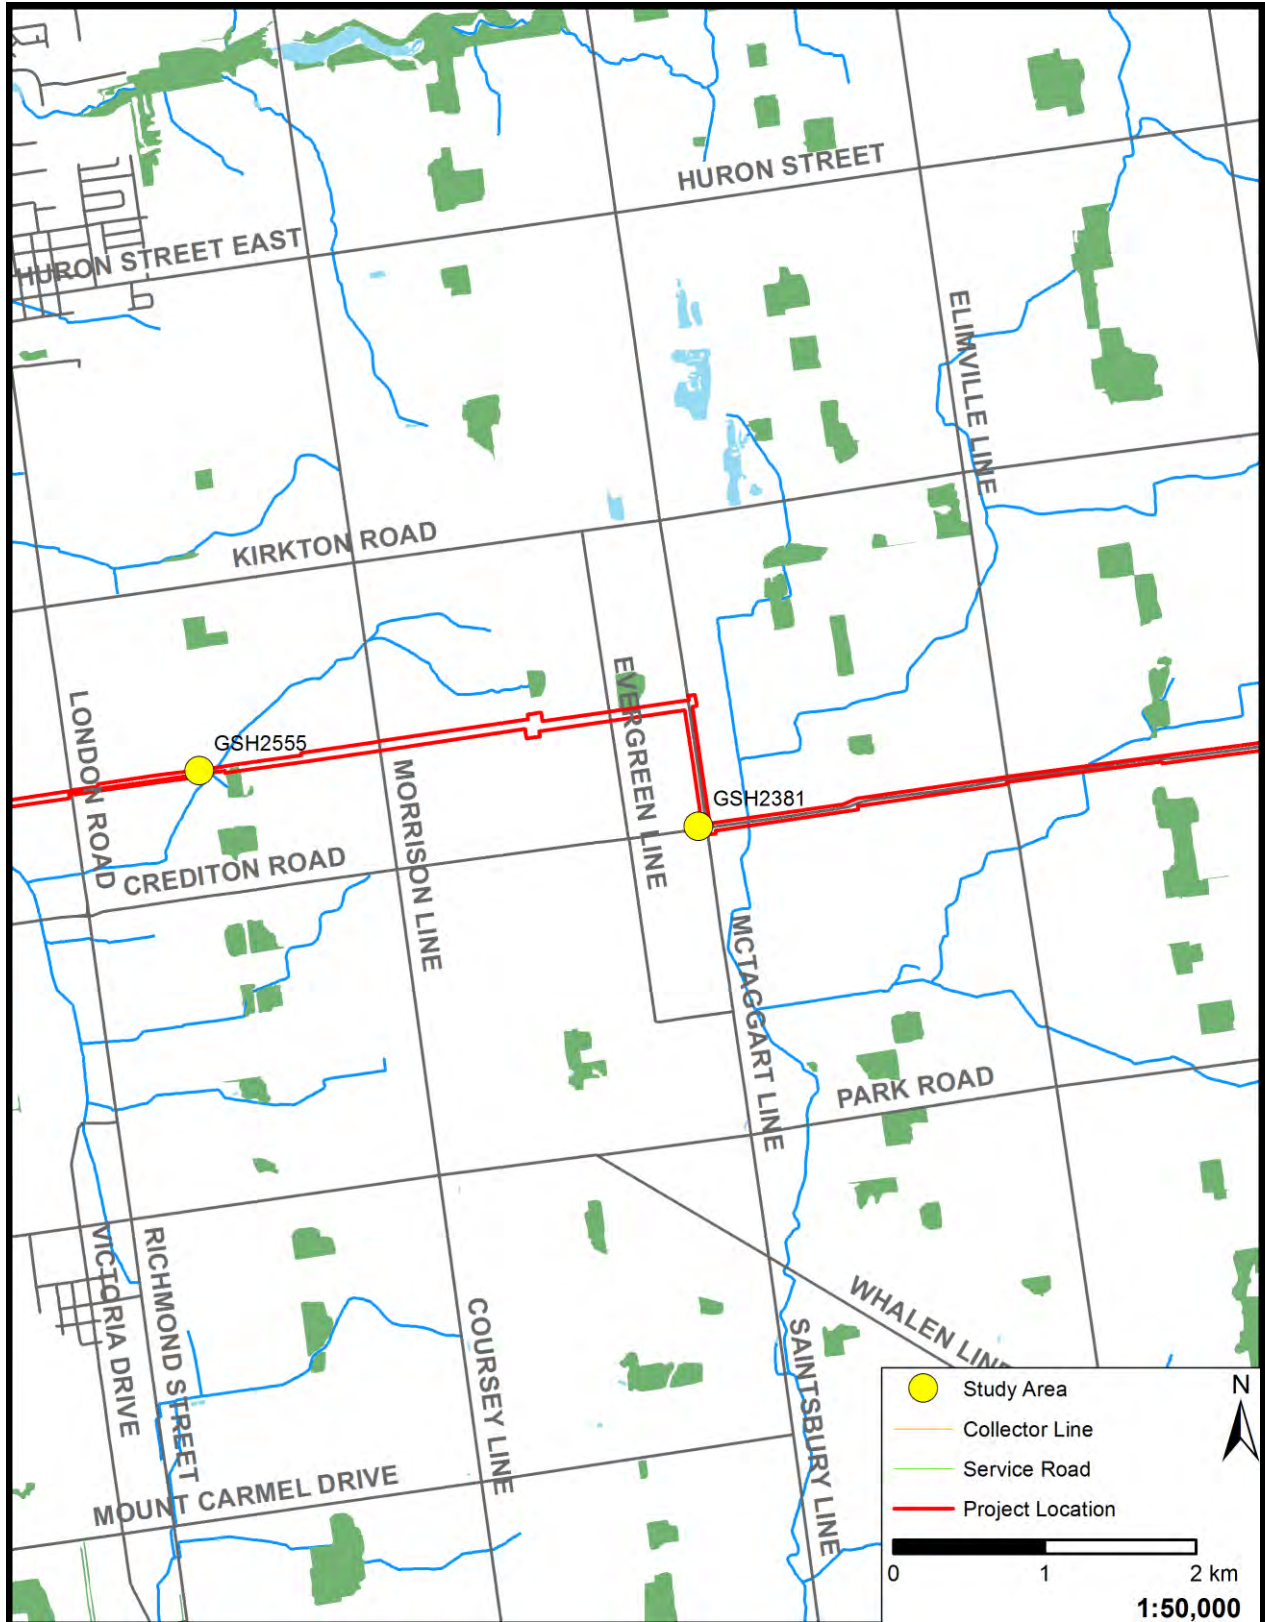 HURON STREET
HURON STREET EAST
ELIMVILLE LINE
KIRKTON ROAD
EVERGREEN LINE
LONDON ROAD
GSH2555
MORRISON LINE
GSH2381
CREDITON ROAD
MCTAGGART LINE
PARK ROAD
VICTORIA DRIVE
RICHMOND STREET
COURSEY LINE
WHALEN LINE
SAINTSBURY LINE
MOUNT CARMEL DRIVE
N
Study Area
Collector Line
Service Road
Project Location
0 1 2 km
1:50,000